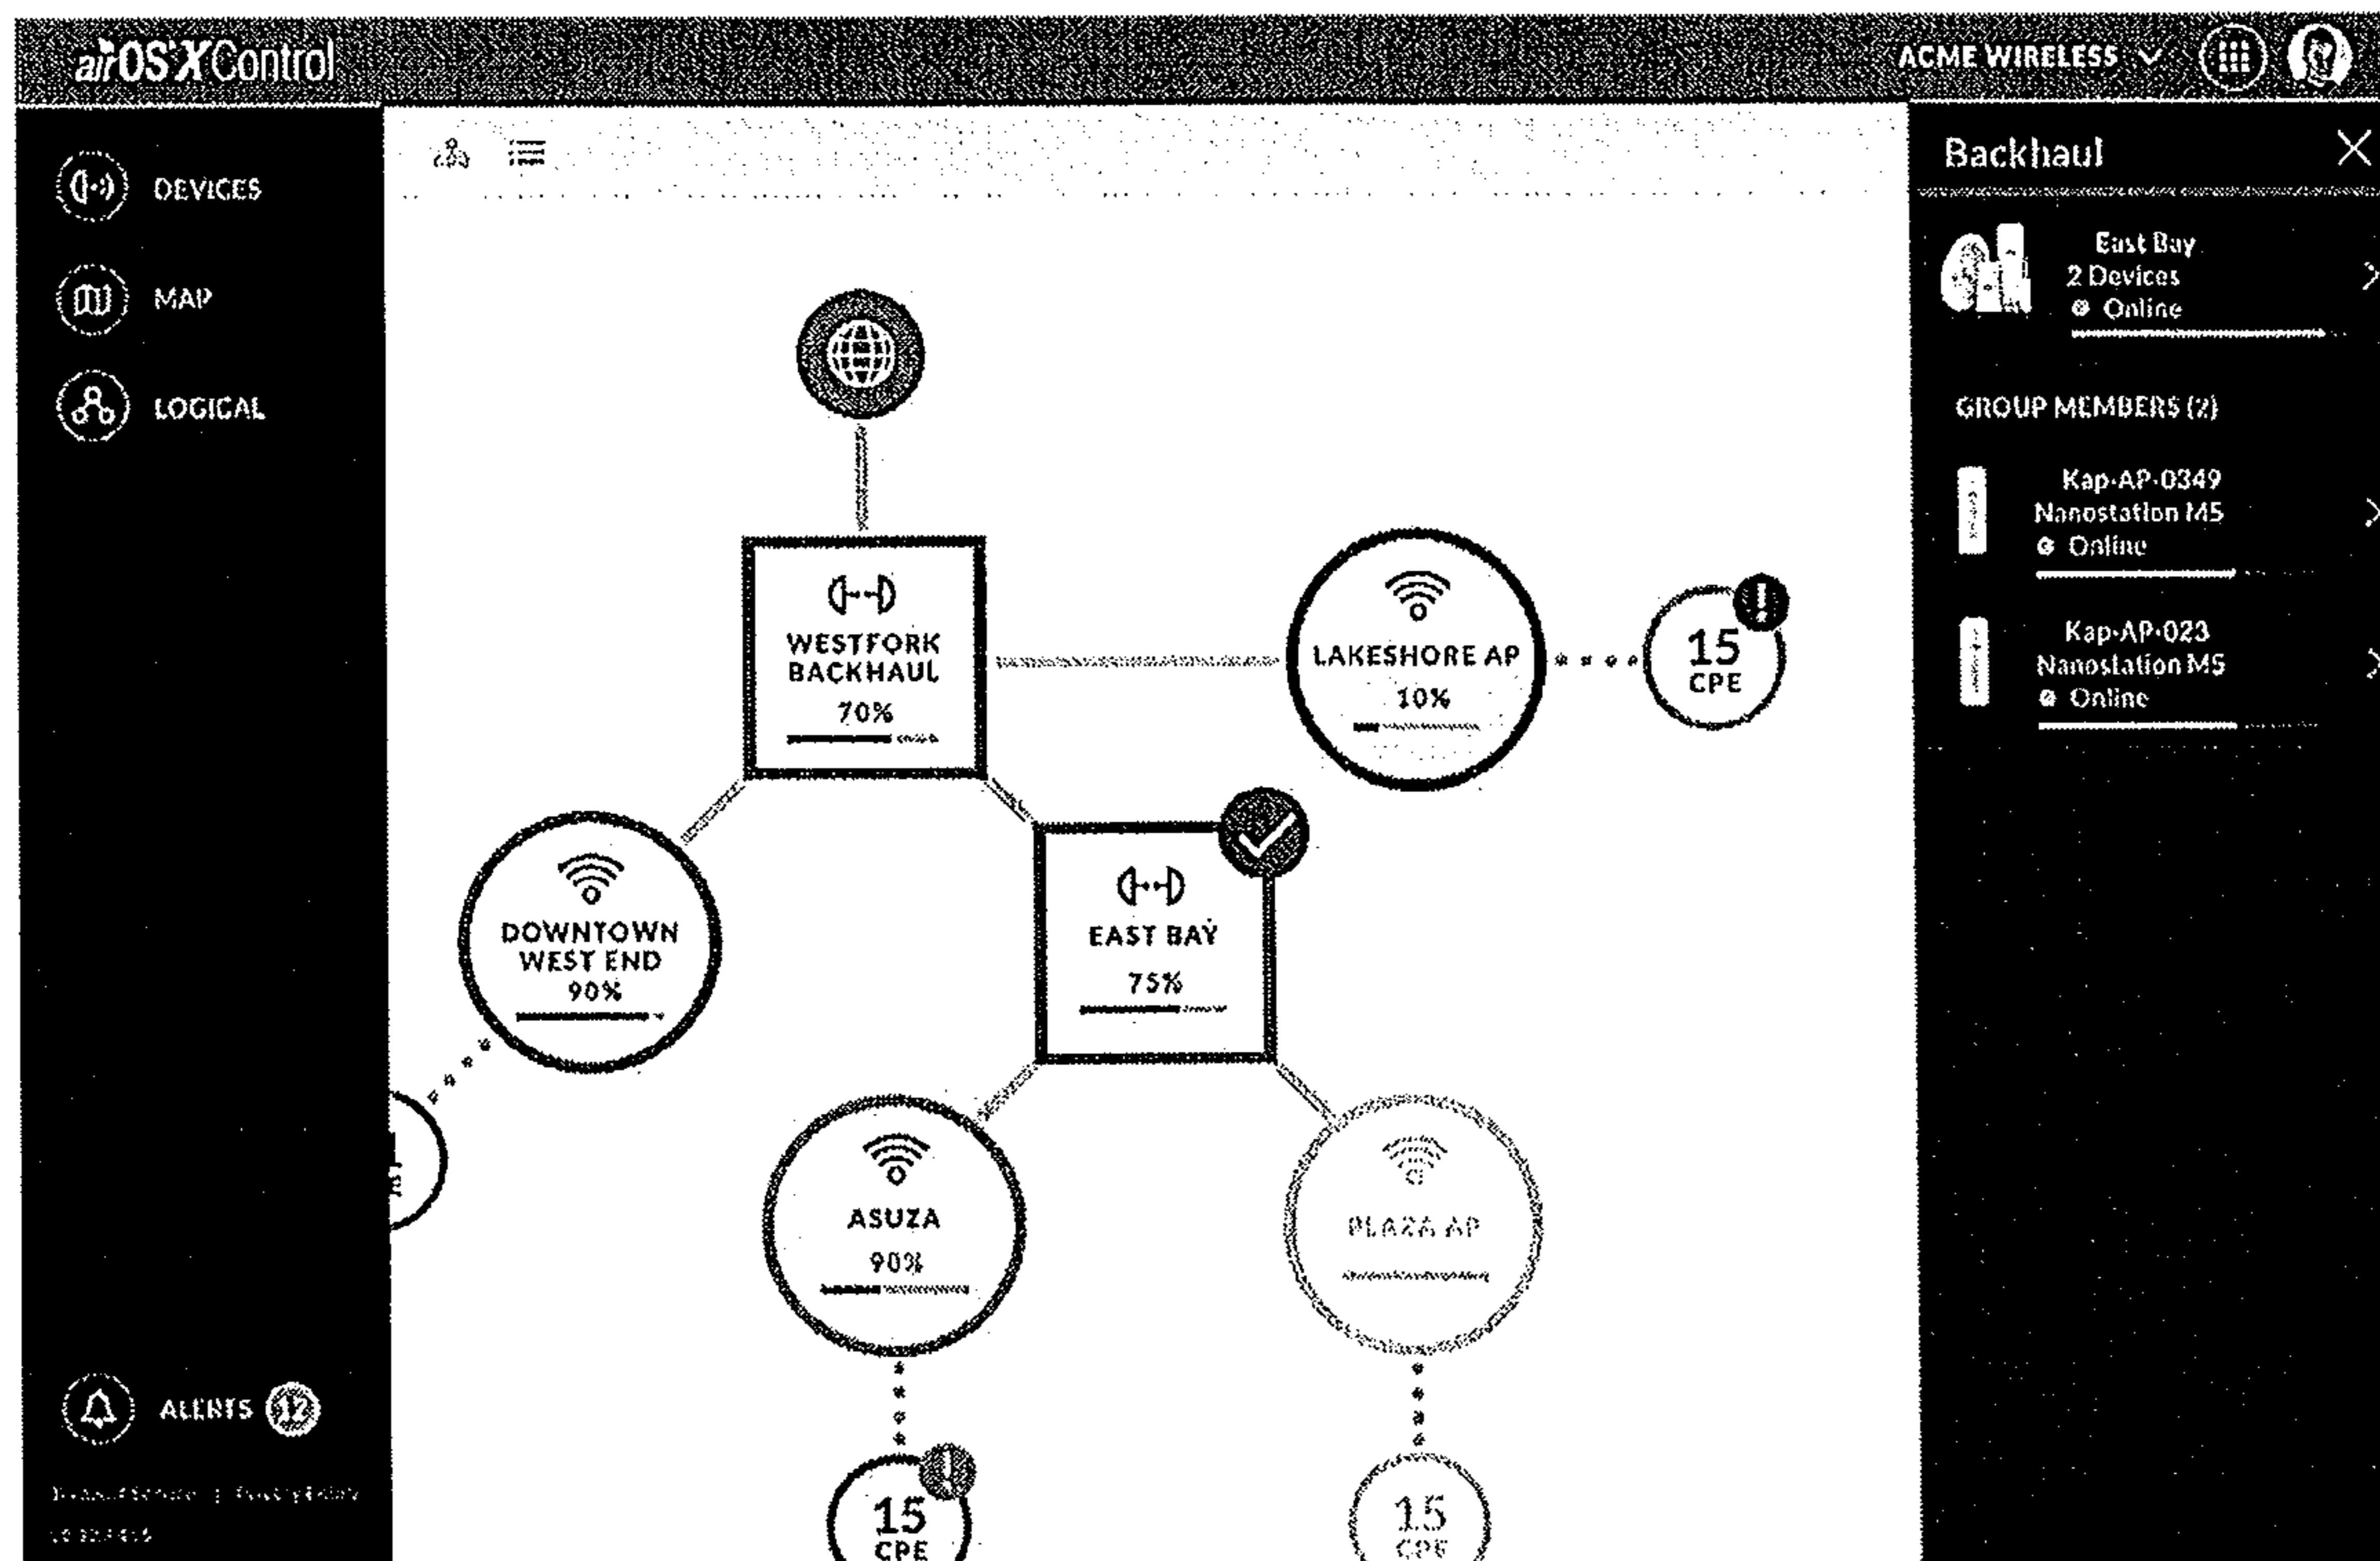 airOS XControl
ACME WIRELESS
DEVICES
MAP
LOGICAL
ALERTS 12
WESTFORK
BACKHAUL
70%
LAKESHORE AP
10%
15
CPE
DOWNTOWN
WEST END
90%
EAST BAY
75%
ASUZA
90%
PLAZA AP
15
CPE
15
CPE
Backhaul
East Bay
2 Devices
Online
GROUP MEMBERS (2)
Kap-AP-0349
Nanostation M5
Online
Kap-AP-023
Nanostation M5
Online